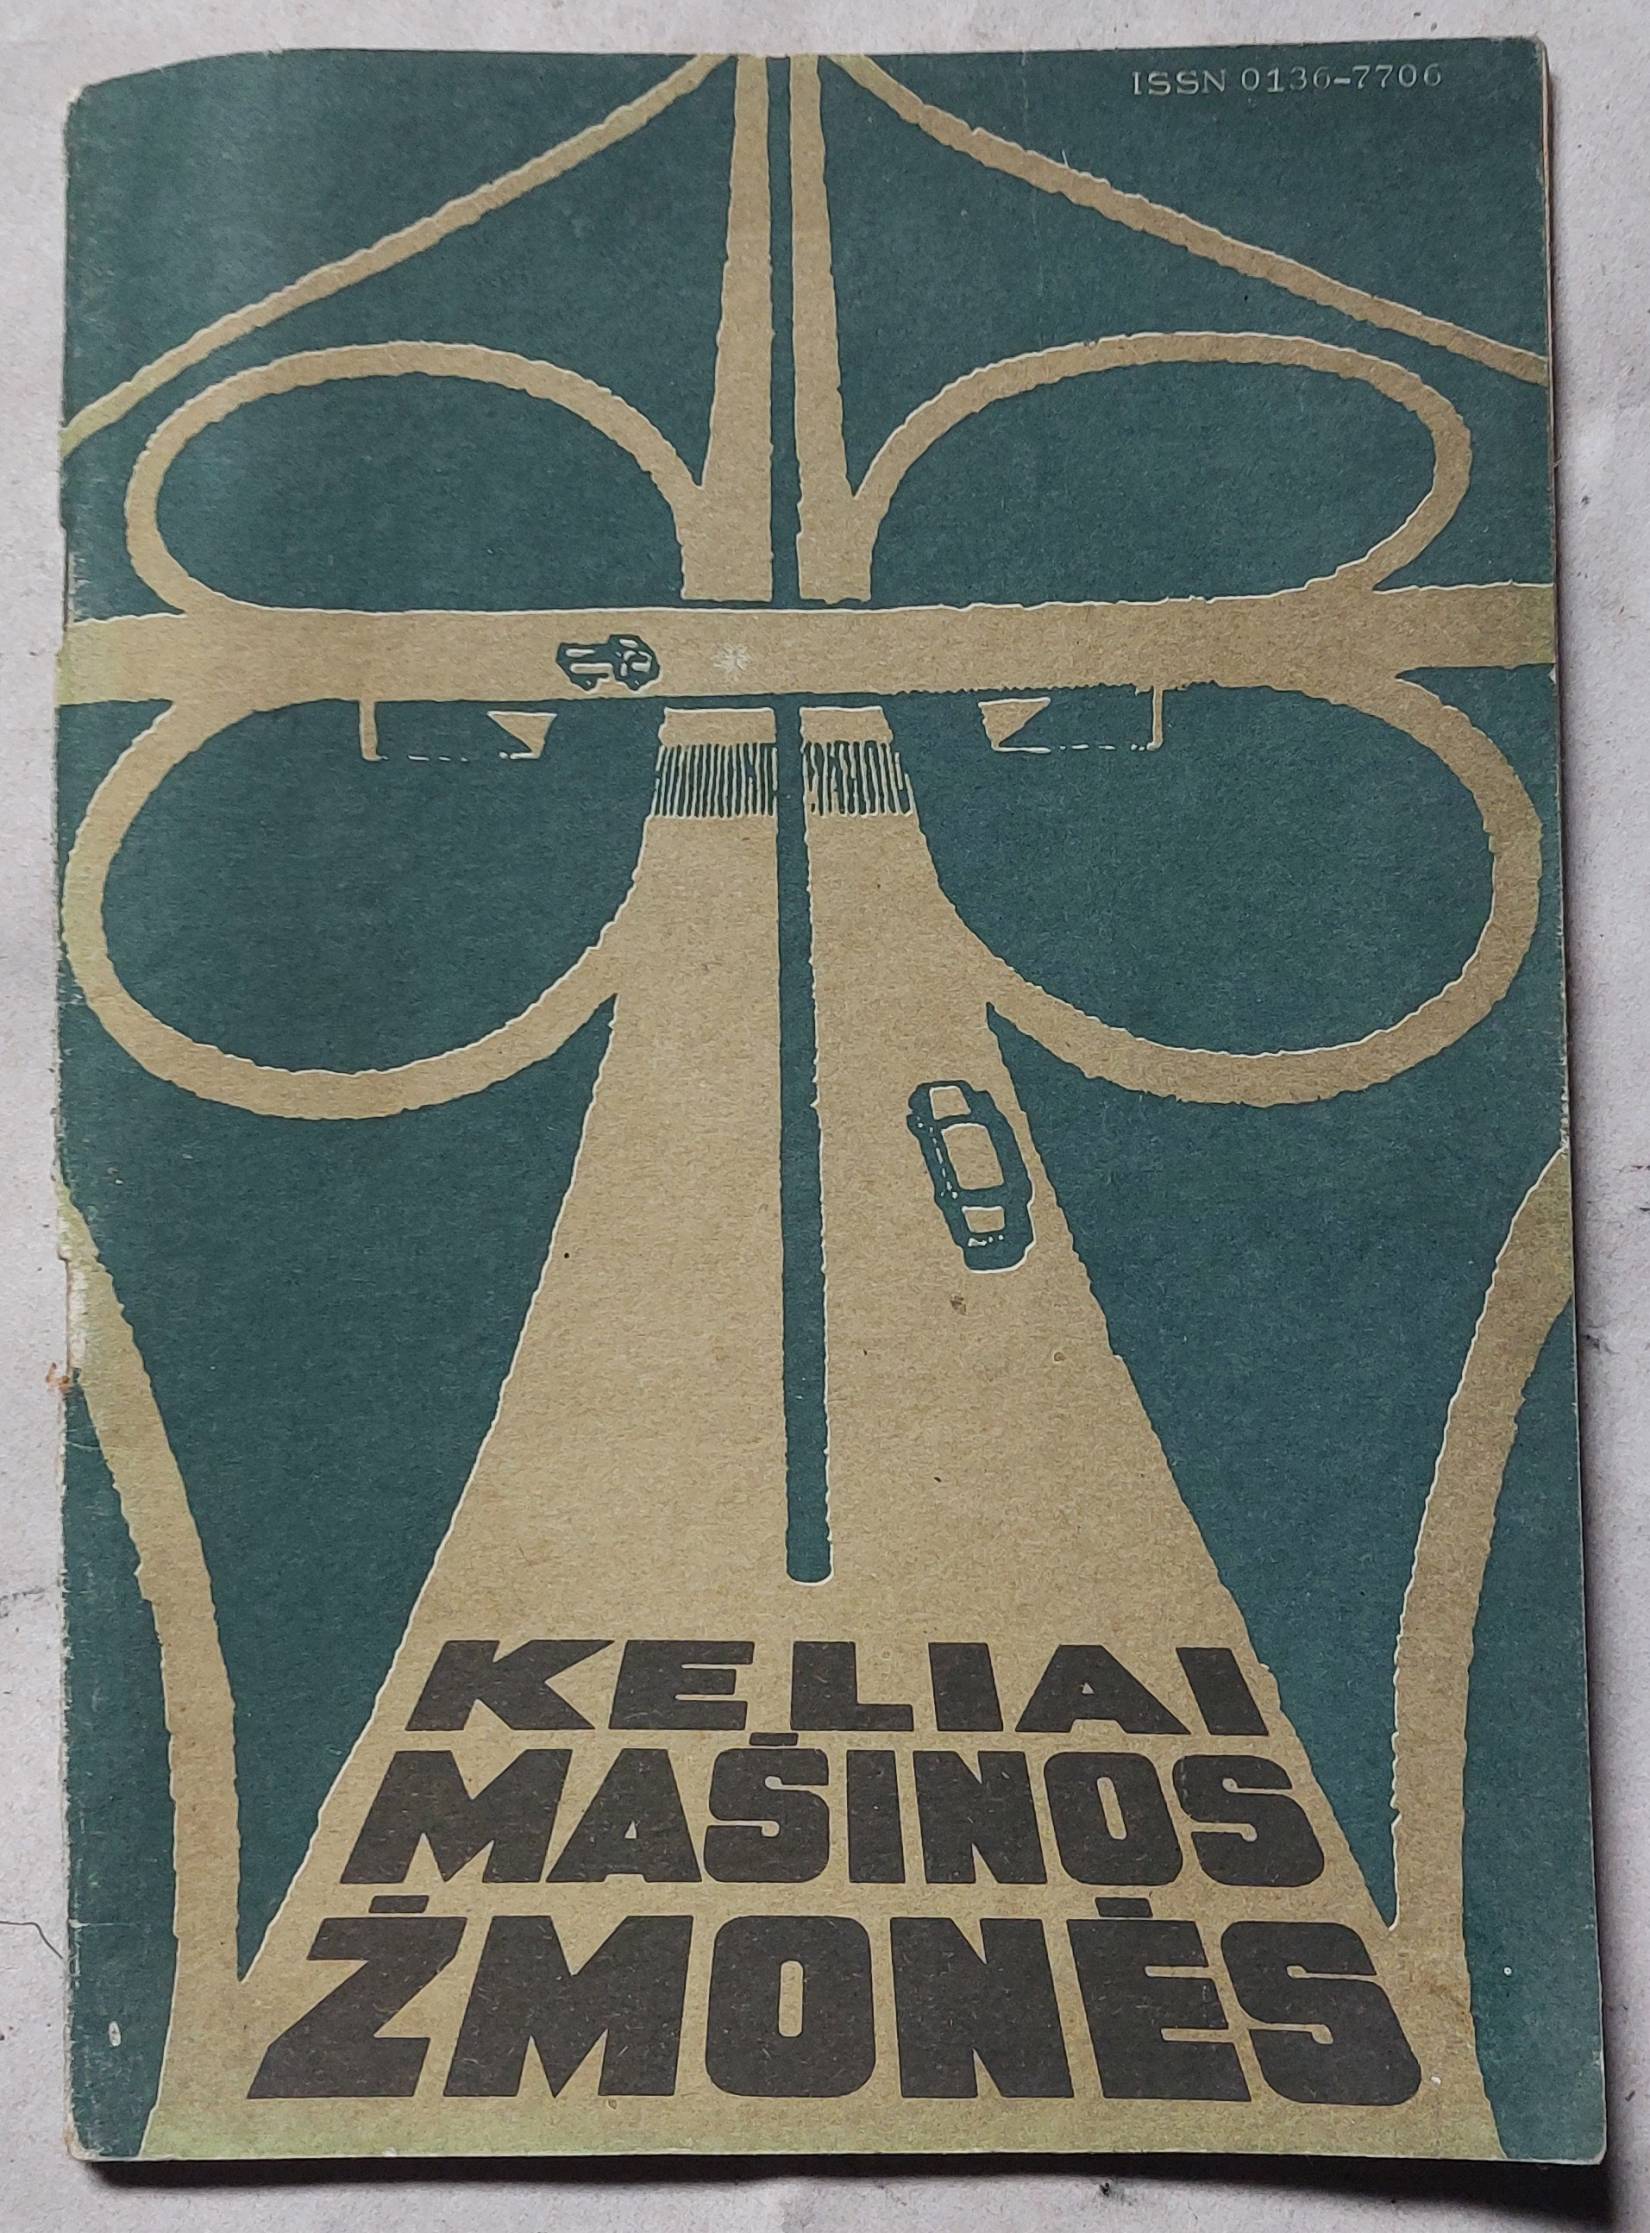 ISSN 0136-7706
KELIAI
MAŠINOS
ŽMONĖS